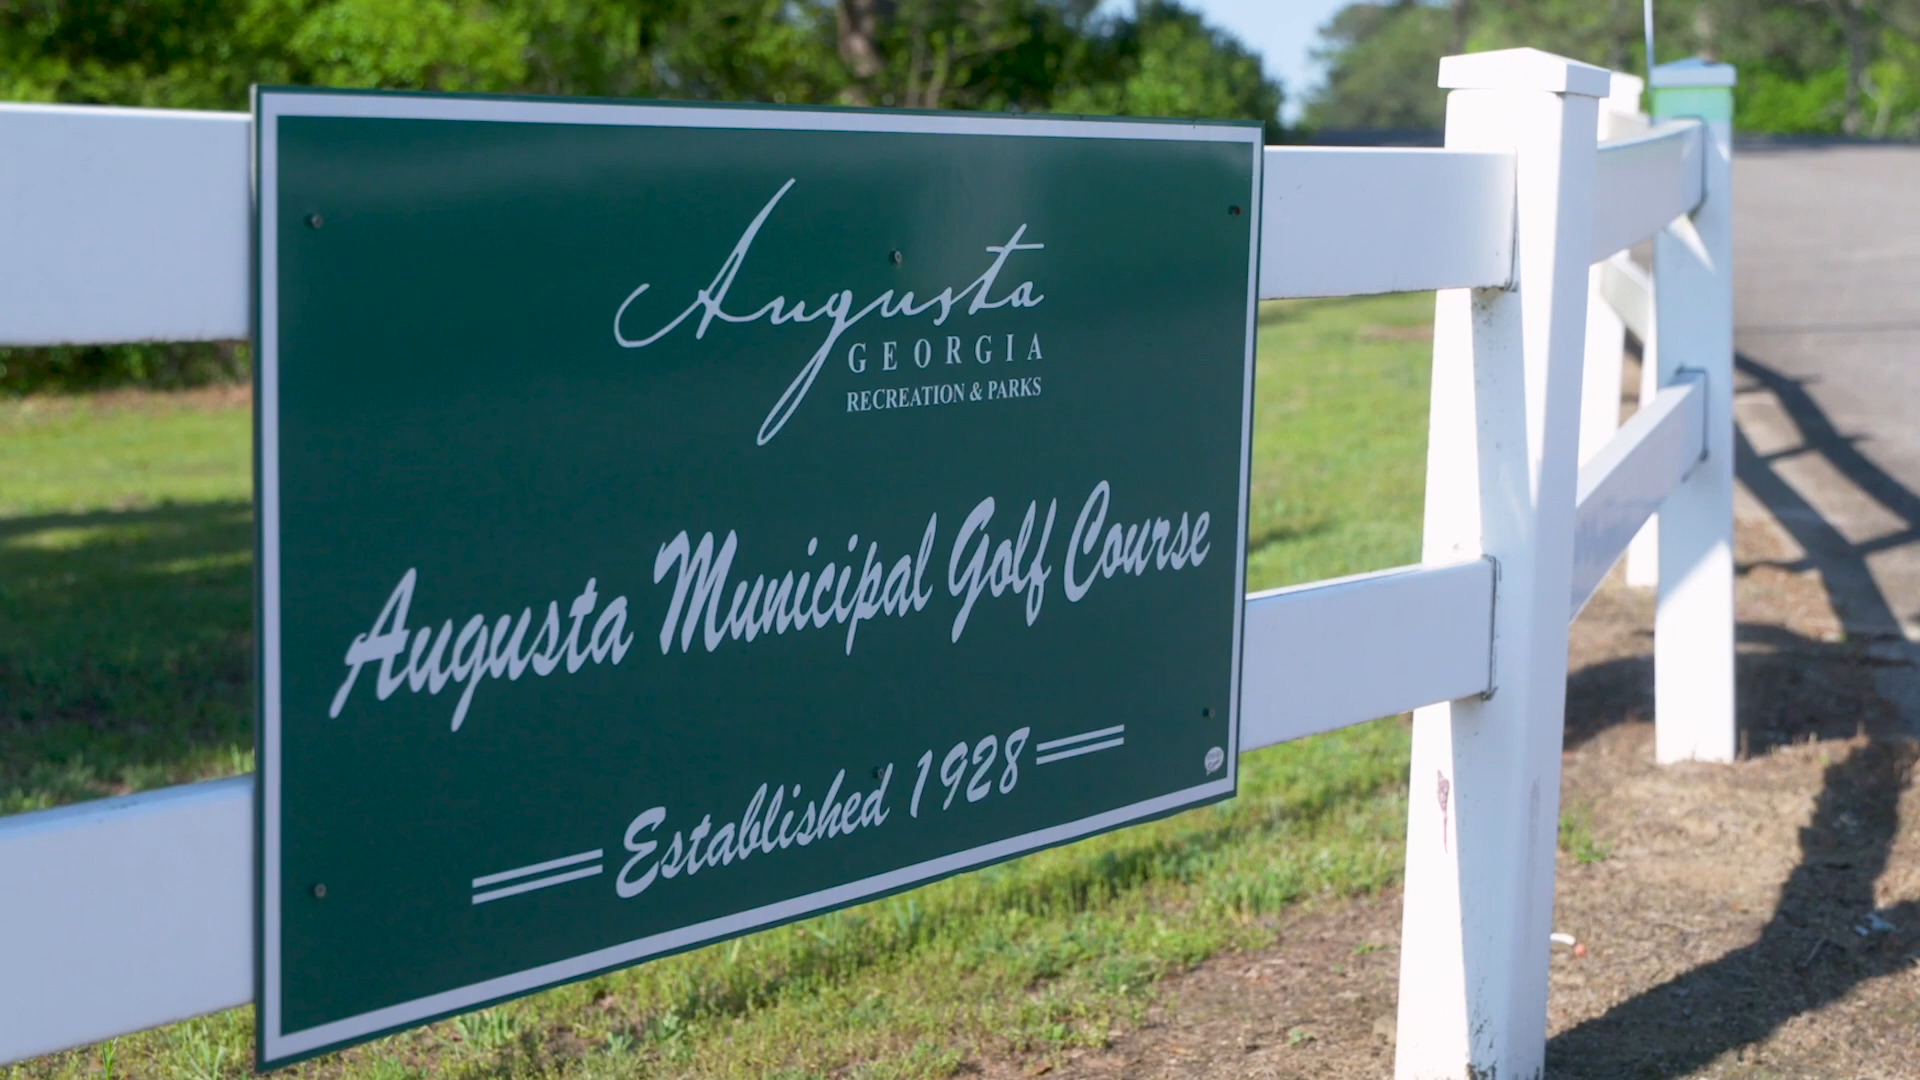 Augusta
GEORGIA
RECREATION & PARKS
Augusta Municipal Golf Course
Established 1928